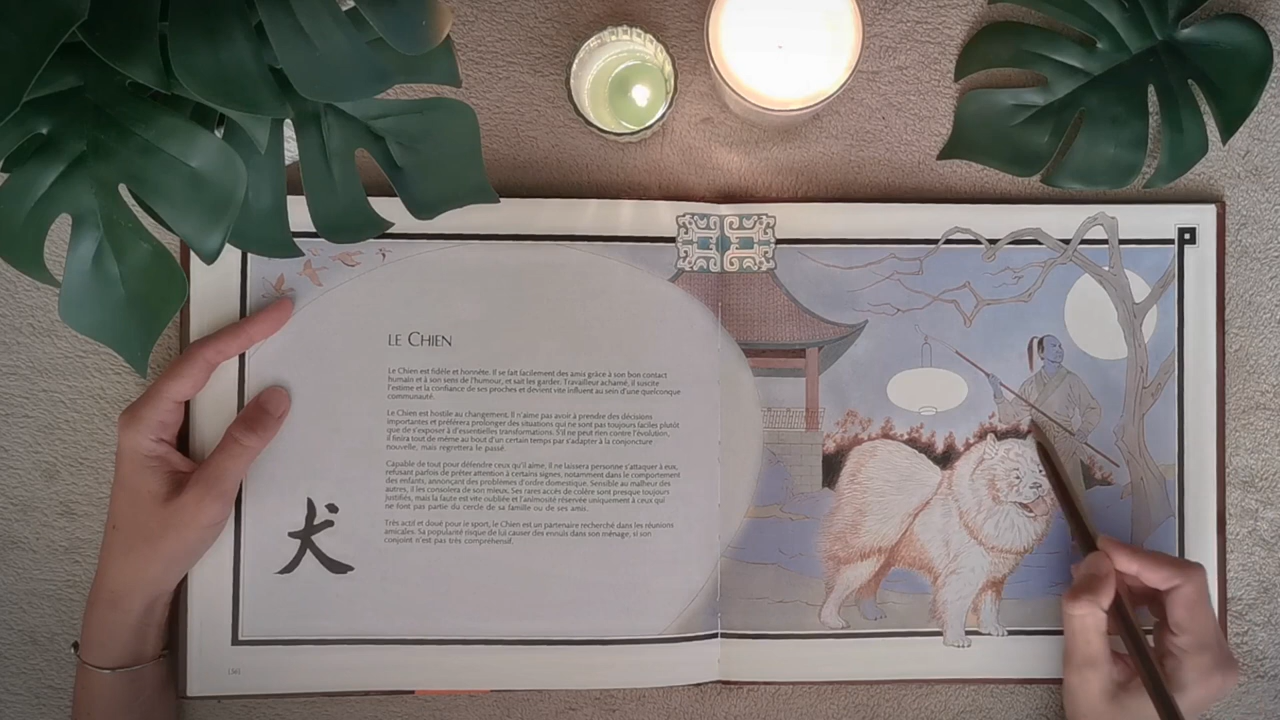 LE CHIEN
Le Chien est fidèle et honnête. Il se fait facilement des amis grâce à son bon contact
humain et à son sens de l'humour, et sait les garder. Travailleur acharné, il suscite
l'estime et la confiance de ses proches et devient vite influent au sein d'une quelconque
communauté.
Le Chien est hostile au changement. Il n'aime pas avoir à prendre des décisions
importantes et préférera prolonger des situations qui ne sont pas toujours faciles plutôt
que de s'exposer à d'essentielles transformations. S'il ne peut rien contre l'évolution,
il finira tout de même au bout d'un certain temps par s'adapter à la conjoncture
nouvelle, mais regrettera le passé.
Capable de tout pour défendre ceux qu'il aime, il ne laissera personne s'attaquer à eux,
refusant parfois de prêter attention à certains signes, notamment dans le comportement
des enfants, annonçant des problèmes d'ordre domestique. Sensible au malheur des
autres, il les consolera de son mieux. Ses rares accès de colère sont presque toujours
justifiés, mais la faute est vite oubliée et l'animosité réservée uniquement à ceux qui
ne font pas partie du cercle de sa famille ou de ses amis.
Très actif et doué pour le sport, le Chien est un partenaire recherché dans les réunions
amicales. Sa popularité risque de lui causer des ennuis dans son ménage, si son
conjoint n'est pas très compréhensif.
犬